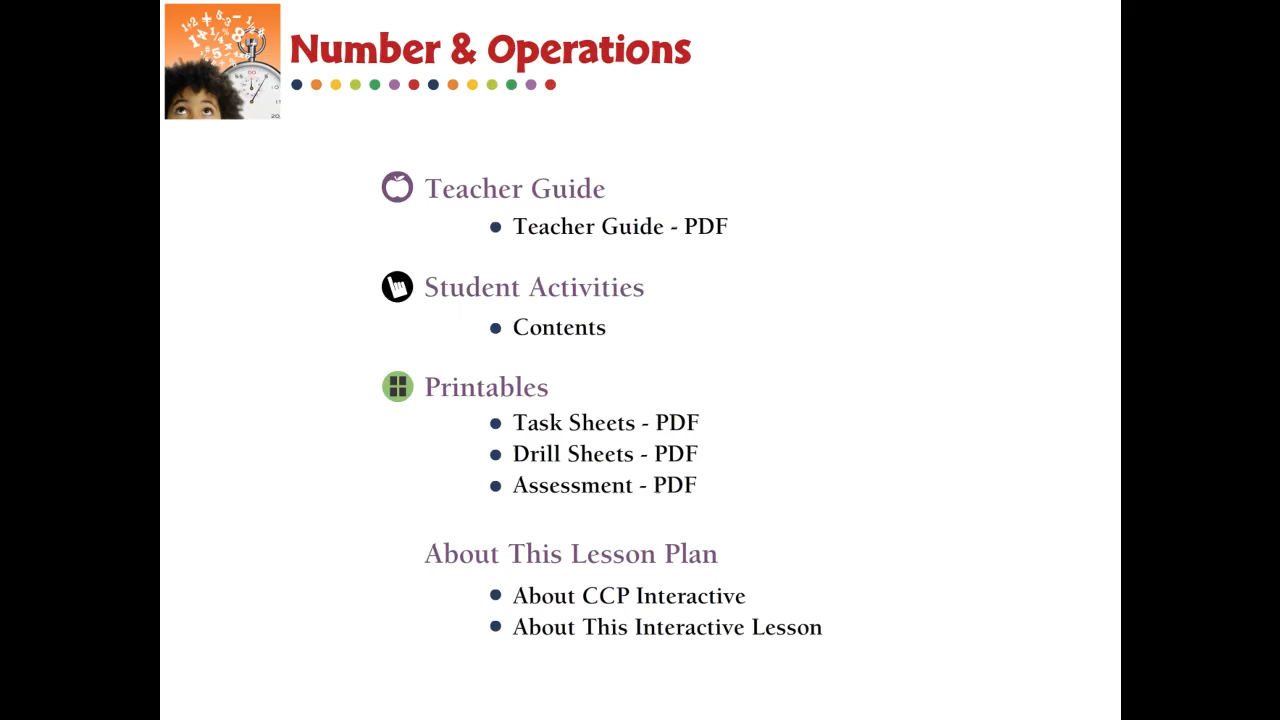 Number & Operations
Teacher Guide
Teacher Guide - PDF
Student Activities
Contents
Printables
Task Sheets - PDF
Drill Sheets - PDF
Assessment - PDF
About This Lesson Plan
About CCP Interactive
About This Interactive Lesson